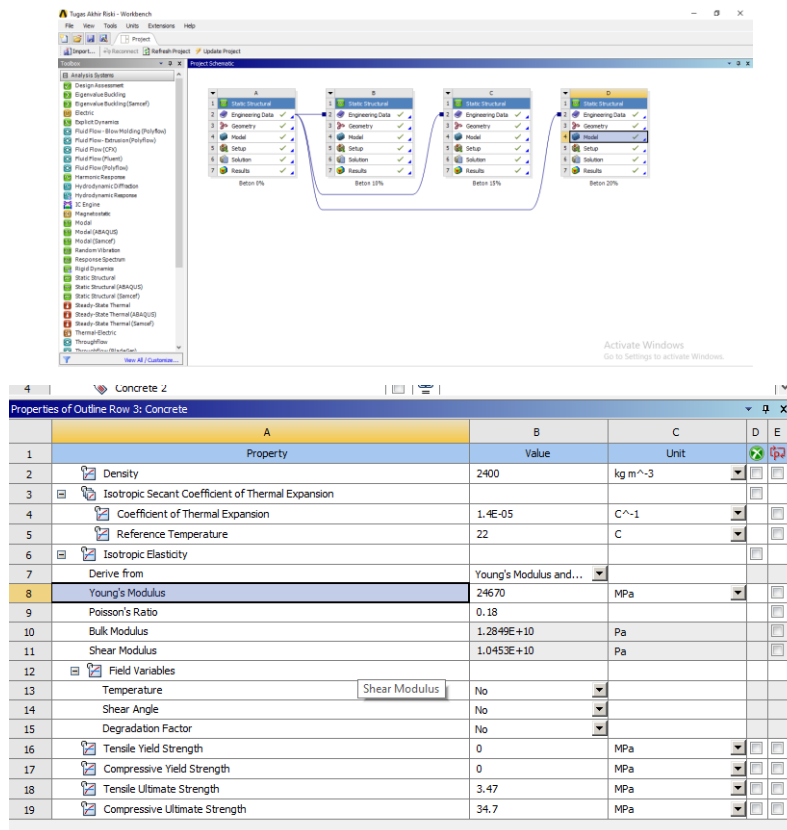 Tugas Akhir Riski - Workbench
File View Tools Units Extensions Help
Project
Import... Reconnect Refresh Project Update Project
Toolbox
Project Schematic
Analysis Systems
Design Assessment
Eigenvalue Buckling
Eigenvalue Buckling (Samcef)
Electric
Explicit Dynamics
Fluid Flow - Blow Molding (Polyflow)
Fluid Flow - Extrusion (Polyflow)
Fluid Flow (CFX)
Fluid Flow (Fluent)
Fluid Flow (Polyflow)
Harmonic Response
Hydrodynamic Diffraction
Hydrodynamic Response
IC Engine
Magnetostatic
Modal
Modal (ABAQUS)
Modal (Samcef)
Random Vibration
Response Spectrum
Rigid Dynamics
Static Structural
Static Structural (ABAQUS)
Static Structural (Samcef)
Steady-State Thermal
Steady-State Thermal (ABAQUS)
Steady-State Thermal (Samcef)
Thermal-Electric
Throughflow
View All / Customize...
A
1 Static Structural
2 Engineering Data
3 Geometry
4 Model
5 Setup
6 Solution
7 Results
Beton 0%
B
1 Static Structural
2 Engineering Data
3 Geometry
4 Model
5 Setup
6 Solution
7 Results
Beton 10%
C
1 Static Structural
2 Engineering Data
3 Geometry
4 Model
5 Setup
6 Solution
7 Results
Beton 15%
D
1 Static Structural
2 Engineering Data
3 Geometry
4 Model
5 Setup
6 Solution
7 Results
Beton 20%
Activate Windows
Go to Settings to activate Windows.
4 Concrete 2
Properties of Outline Row 3: Concrete
A B C D E
1 Property Value Unit
2 Density 2400 kg m^-3
3 Isotropic Secant Coefficient of Thermal Expansion
4 Coefficient of Thermal Expansion 1.4E-05 C^-1
5 Reference Temperature 22 C
6 Isotropic Elasticity
7 Derive from Young's Modulus and...
8 Young's Modulus 24670 MPa
9 Poisson's Ratio 0.18
10 Bulk Modulus 1.2849E+10 Pa
11 Shear Modulus 1.0453E+10 Pa
12 Field Variables
13 Temperature No
Shear Modulus
14 Shear Angle No
15 Degradation Factor No
16 Tensile Yield Strength 0 MPa
17 Compressive Yield Strength 0 MPa
18 Tensile Ultimate Strength 3.47 MPa
19 Compressive Ultimate Strength 34.7 MPa